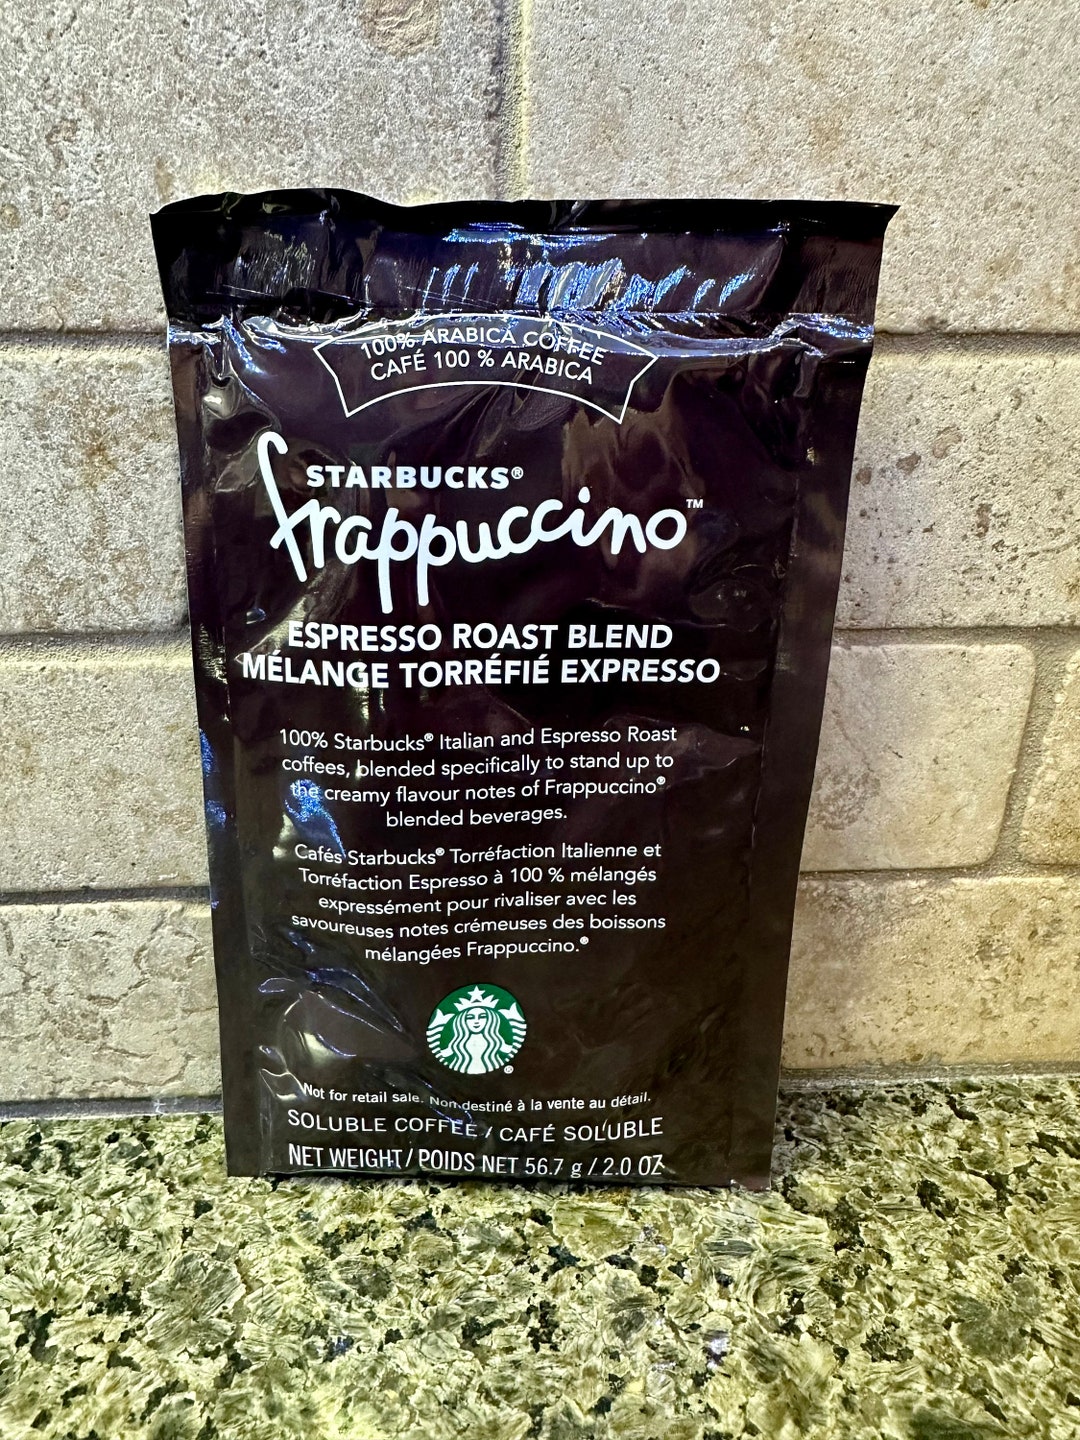 100% ARABICA COFFEE
CAFÉ 100 % ARABICA
STARBUCKS®
frappuccino™
ESPRESSO ROAST BLEND
MÉLANGE TORRÉFIÉ EXPRESSO
100% Starbucks® Italian and Espresso Roast
coffees, blended specifically to stand up to
the creamy flavour notes of Frappuccino®
blended beverages.
Cafés Starbucks® Torréfaction Italienne et
Torréfaction Espresso à 100 % mélangés
expressément pour rivaliser avec les
savoureuses notes crémeuses des boissons
mélangées Frappuccino.®
®
Not for retail sale. Non destiné à la vente au détail.
SOLUBLE COFFEE / CAFÉ SOLUBLE
NET WEIGHT / POIDS NET 56.7 g / 2.0 OZ